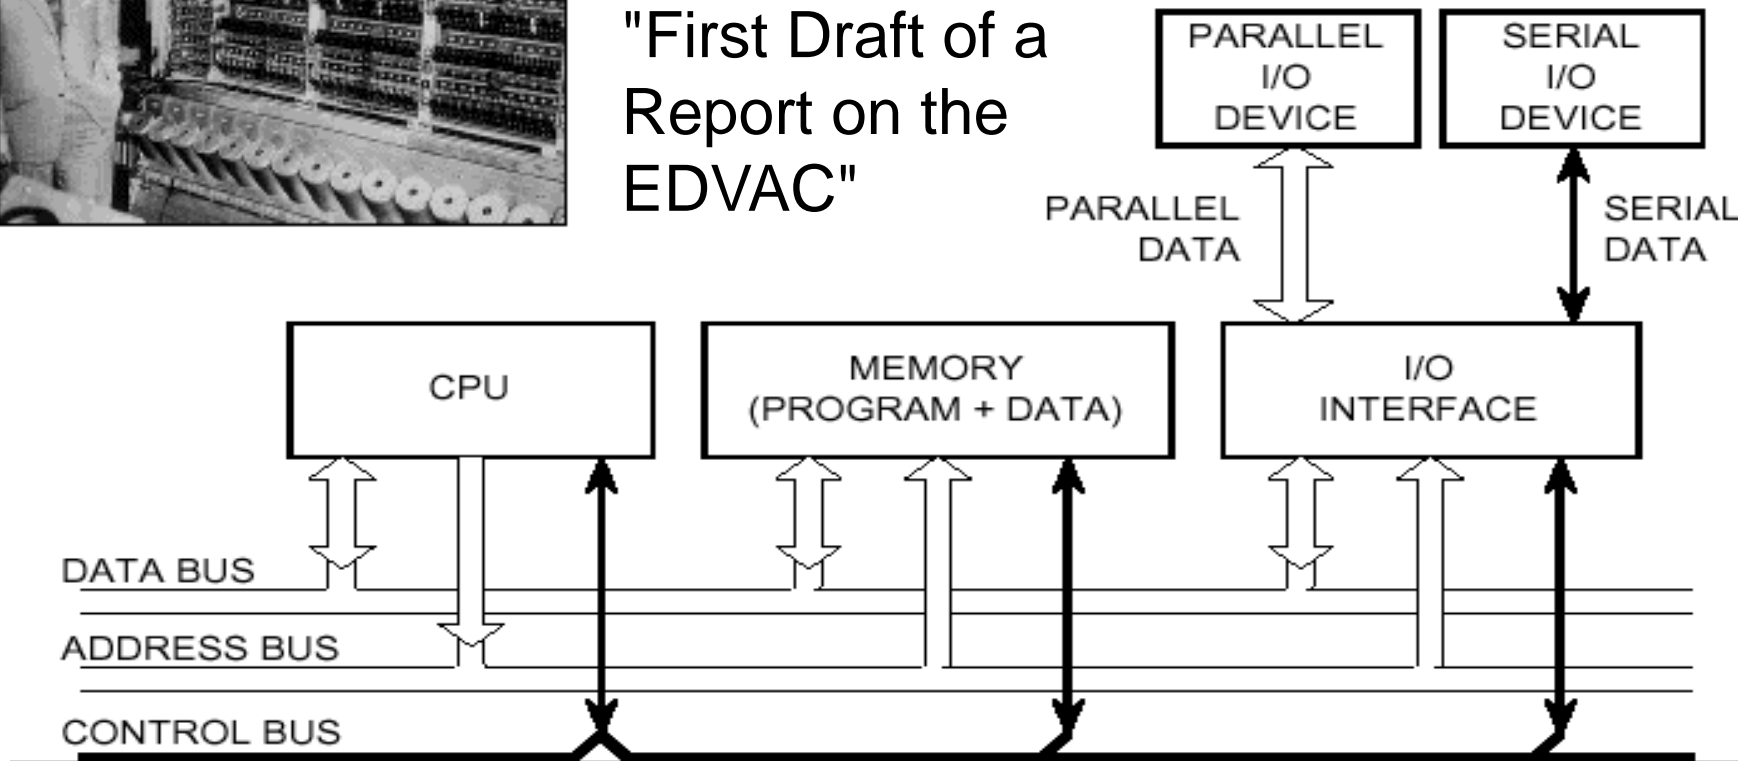 "First Draft of a
Report on the
EDVAC"
PARALLEL
I/O
DEVICE
SERIAL
I/O
DEVICE
PARALLEL
DATA
SERIAL
DATA
CPU
MEMORY
(PROGRAM + DATA)
I/O
INTERFACE
DATA BUS
ADDRESS BUS
CONTROL BUS